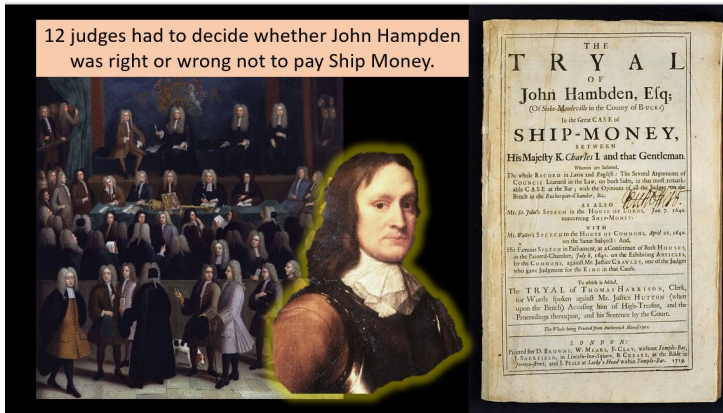 12 judges had to decide whether John Hampden
was right or wrong not to pay Ship Money.
THE
TRYAL
OF
John Hambden, Esq;
(Of Stoke-Mandeville in the County of BUCKS)
In the Great CASE of
SHIP-MONEY,
BETWEEN
His Majesty K. Charles I. and that Gentleman.
Wherein are Inserted,
The whole RECORD in Latin and English: The Several Arguments of
COUNCIL Learned in the Law, on both Sides, in that most remark-
able CASE at the Bar; with the Opinions of all the Judges on the
Bench in the Exchequer-Chamber, &c.
AS ALSO
Mr. St. John's SPEECH in the HOUSE of LORDS, Jan. 7. 1640.
concerning SHIP-MONEY.
WITH
Mr. Waller's SPEECH to the HOUSE of COMMONS, April 22, 1640.
on the same Subject: And,
His Famous SPEECH in Parliament, at a Conference of Both HOUSES,
in the Painted-Chamber, July 6, 1641. on the Exhibiting ARTICLES,
by the COMMONS, against Mr. Justice CRAWLEY, one of the Judges
who gave Judgment for the KING in that Cause.
To which is Added,
The TRYAL of THOMAS HARRISON, Clerk,
for Words spoken against Mr. Justice HUTTON (when
upon the Bench) Accusing him of High-Treason, and the
Proceedings thereupon, and his Sentence by the Court.
The Whole being Printed from Authentick Manuscripts.
LONDON:
Printed for D. BROWNE, W. MEARS, F. CLAY, without Temple-Bar,
in Lincoln-Inn-Square, at the Bible in
and J. PEALE at Locke's Head within Temple-Bar. 1719.